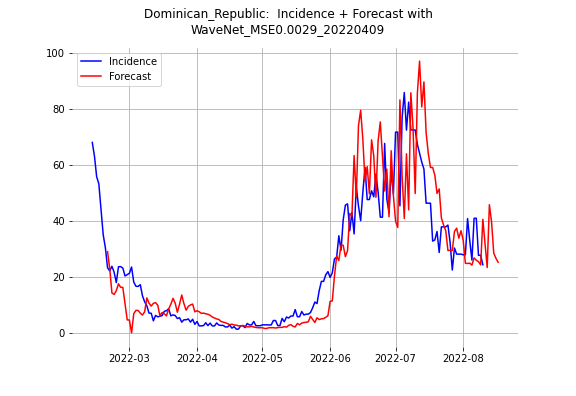 Dominican_Republic:  Incidence + Forecast with
WaveNet_MSE0.0029_20220409
Incidence
Forecast
100
80
60
40
20
0
2022-03 2022-04 2022-05 2022-06 2022-07 2022-08